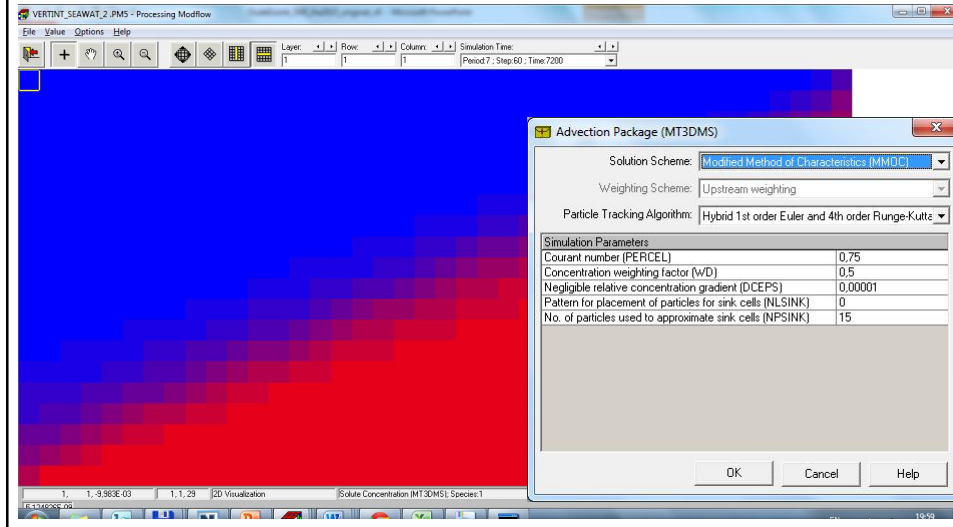 VERTINT_SEAWAT_2 .PM5 - Processing Modflow
File Value Options Help
Layer: Row: Column: Simulation Time:
1 1 1 Period:7 ; Step:60 ; Time:7200
Advection Package (MT3DMS)
Solution Scheme: Modified Method of Characteristics (MMOC)
Weighting Scheme: Upstream weighting
Particle Tracking Algorithm: Hybrid 1st order Euler and 4th order Runge-Kutta
Simulation Parameters
Courant number (PERCEL) 0,75
Concentration weighting factor (WD) 0,5
Negligible relative concentration gradient (DCEPS) 0,00001
Pattern for placement of particles for sink cells (NLSINK) 0
No. of particles used to approximate sink cells (NPSINK) 15
OK Cancel Help
1, 1,-9,983E-03 1, 1, 29 2D Visualization Solute Concentration (MT3DMS); Species:1
19:59